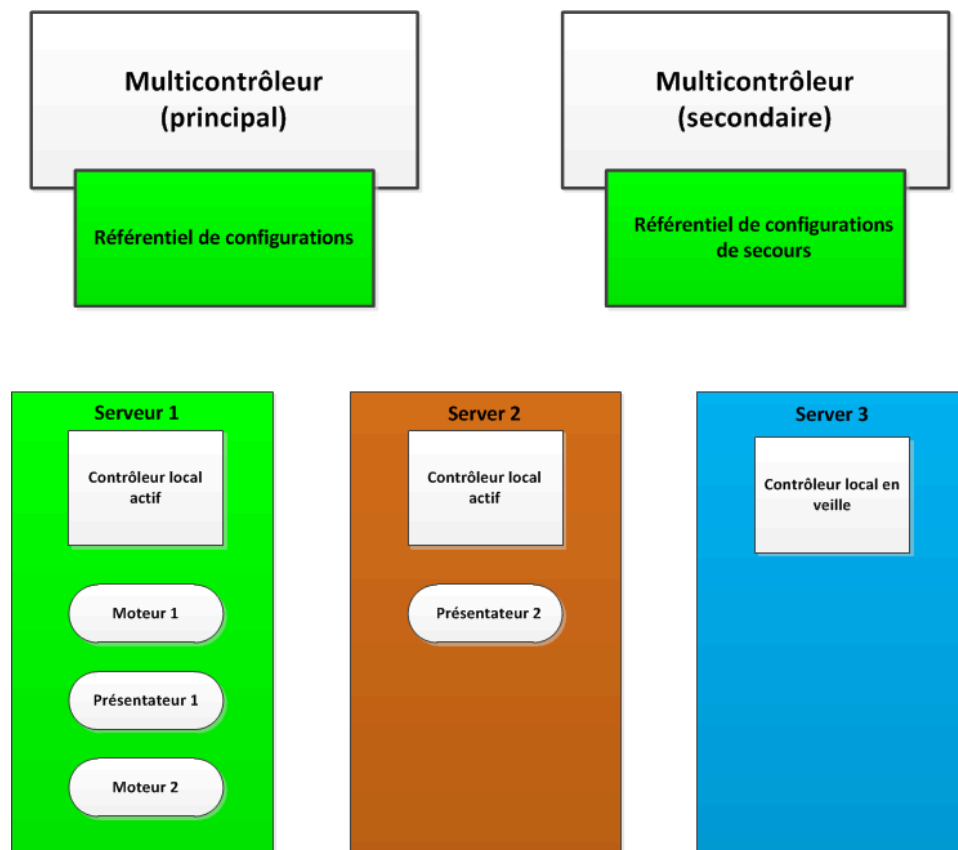 Multicontrôleur
(principal)
Multicontrôleur
(secondaire)
Référentiel de configurations
Référentiel de configurations
de secours
Serveur 1
Contrôleur local
actif
Moteur 1
Présentateur 1
Moteur 2
Server 2
Contrôleur local
actif
Présentateur 2
Server 3
Contrôleur local en
veille